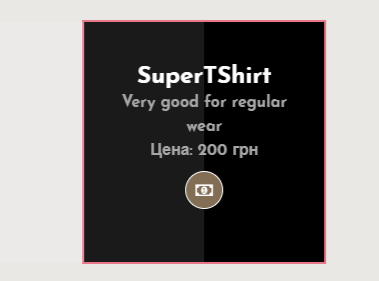 SuperTShirt
Very good for regular
wear
Цена: 200 грн